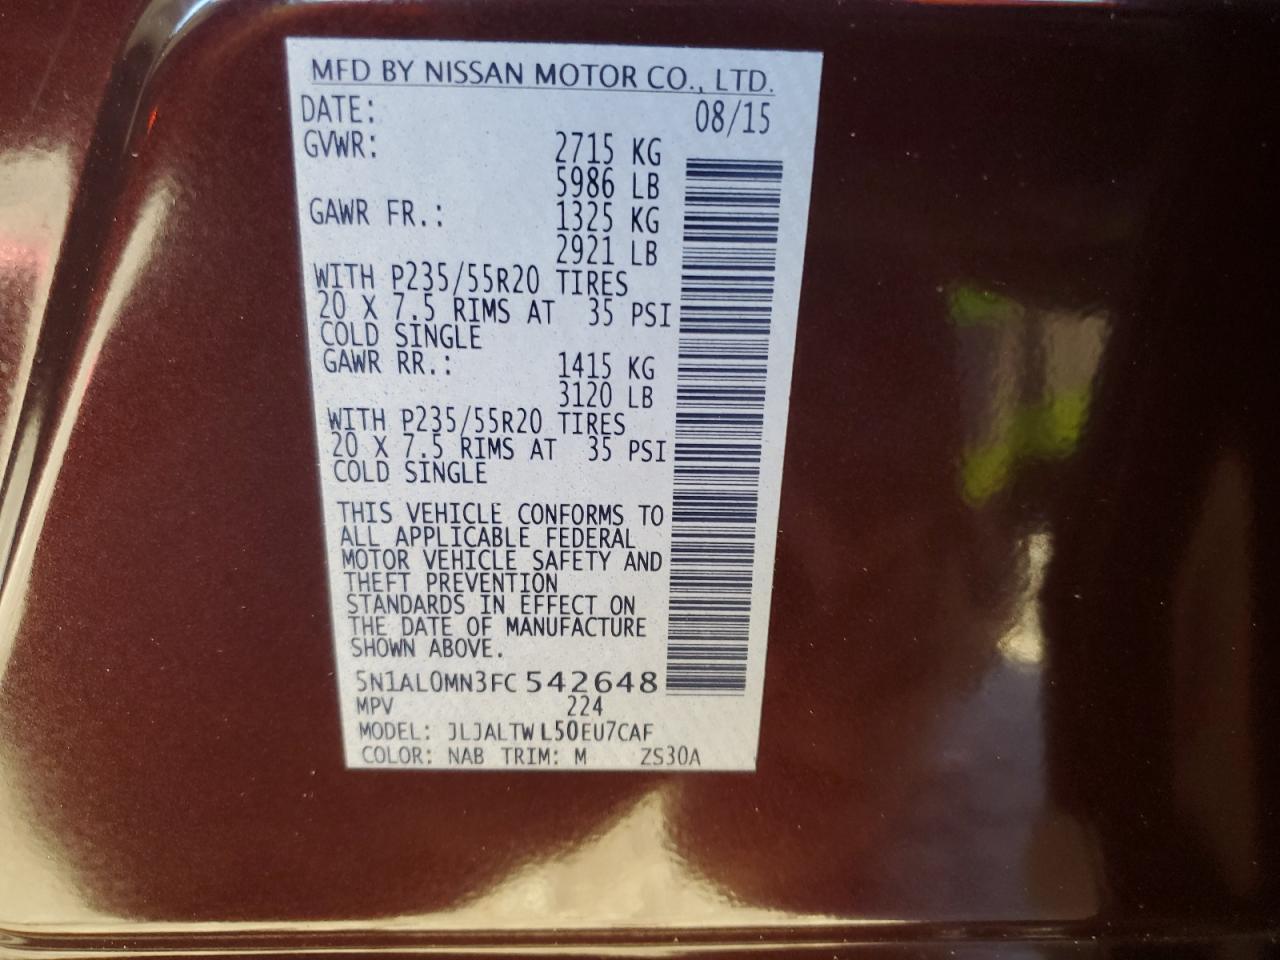 MFD BY NISSAN MOTOR CO., LTD.
DATE: 08/15
GVWR: 2715 KG
5986 LB
GAWR FR.: 1325 KG
2921 LB
WITH P235/55R20 TIRES
20 X 7.5 RIMS AT 35 PSI
COLD SINGLE
GAWR RR.: 1415 KG
3120 LB
WITH P235/55R20 TIRES
20 X 7.5 RIMS AT 35 PSI
COLD SINGLE
THIS VEHICLE CONFORMS TO
ALL APPLICABLE FEDERAL
MOTOR VEHICLE SAFETY AND
THEFT PREVENTION
STANDARDS IN EFFECT ON
THE DATE OF MANUFACTURE
SHOWN ABOVE.
5N1AL0MN3FC542648
MPV 224
MODEL: JLJALTWL50EU7CAF
COLOR: NAB TRIM: M ZS30A